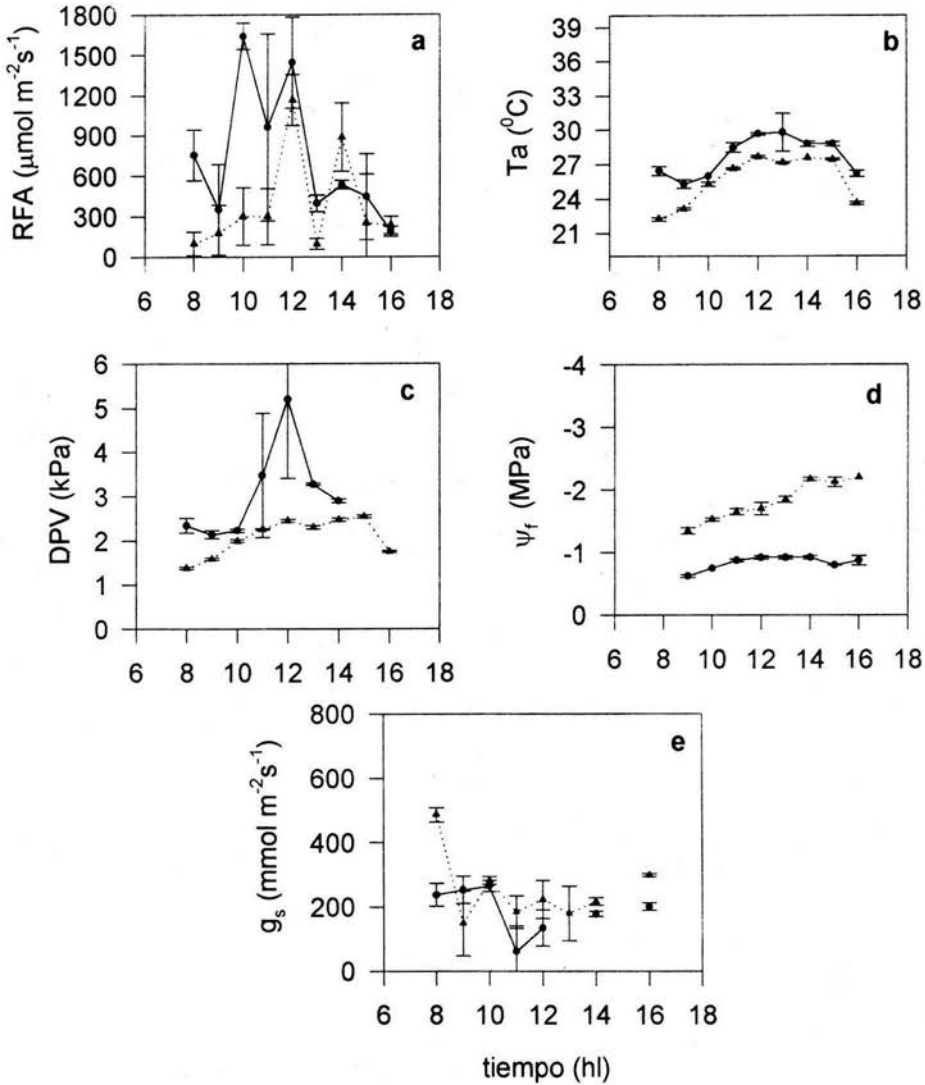 a
RFA (μmol m⁻²s⁻¹)
1800
1500
1200
900
600
300
0
6 8 10 12 14 16 18
b
Ta (⁰C)
39
36
33
30
27
24
21
6 8 10 12 14 16 18
c
DPV (kPa)
6
5
4
3
2
1
0
6 8 10 12 14 16 18
d
Ψf (MPa)
-4
-3
-2
-1
0
6 8 10 12 14 16 18
e
gs (mmol m⁻²s⁻¹)
800
600
400
200
0
6 8 10 12 14 16 18
tiempo (hl)